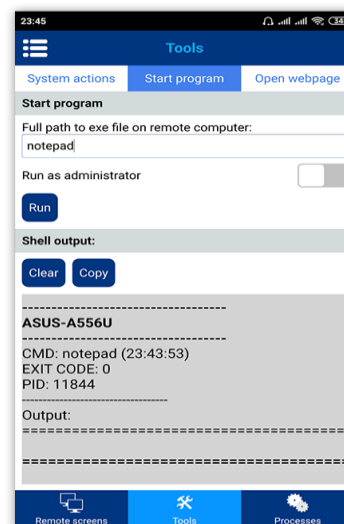 23:45
34
Tools
System actions Start program Open webpage
Start program
Full path to exe file on remote computer:
notepad
Run as administrator
Run
Shell output:
Clear Copy
----------------------------------
ASUS-A556U
----------------------------------
CMD: notepad (23:43:53)
EXIT CODE: 0
PID: 11844
----------------------------------
Output:
========================================
========================================
Remote screens Tools Processes